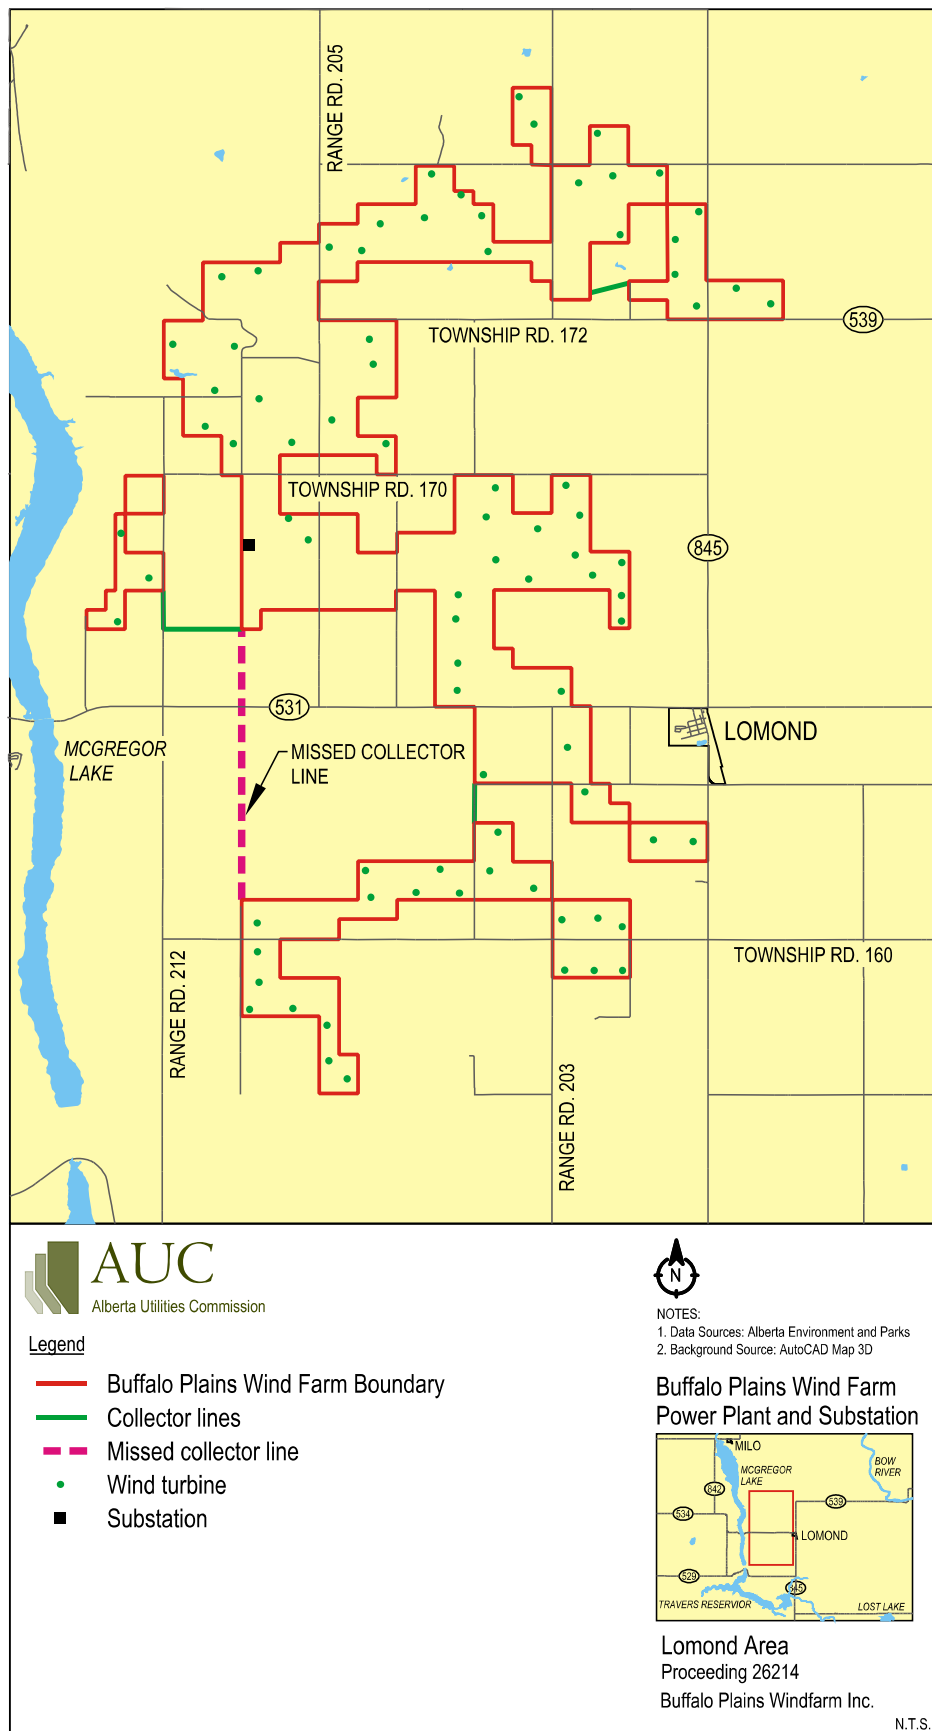 RANGE RD. 205
539
TOWNSHIP RD. 172
TOWNSHIP RD. 170
845
531
LOMOND
MCGREGOR
LAKE
MISSED COLLECTOR
LINE
TOWNSHIP RD. 160
RANGE RD. 212
RANGE RD. 203
AUC
Alberta Utilities Commission
Legend
Buffalo Plains Wind Farm Boundary
Collector lines
Missed collector line
Wind turbine
Substation
N
NOTES:
1. Data Sources: Alberta Environment and Parks
2. Background Source: AutoCAD Map 3D
Buffalo Plains Wind Farm
Power Plant and Substation
MILO
MCGREGOR
LAKE
BOW
RIVER
842
539
534
LOMOND
529
845
TRAVERS RESERVIOR
LOST LAKE
Lomond Area
Proceeding 26214
Buffalo Plains Windfarm Inc.
N.T.S.